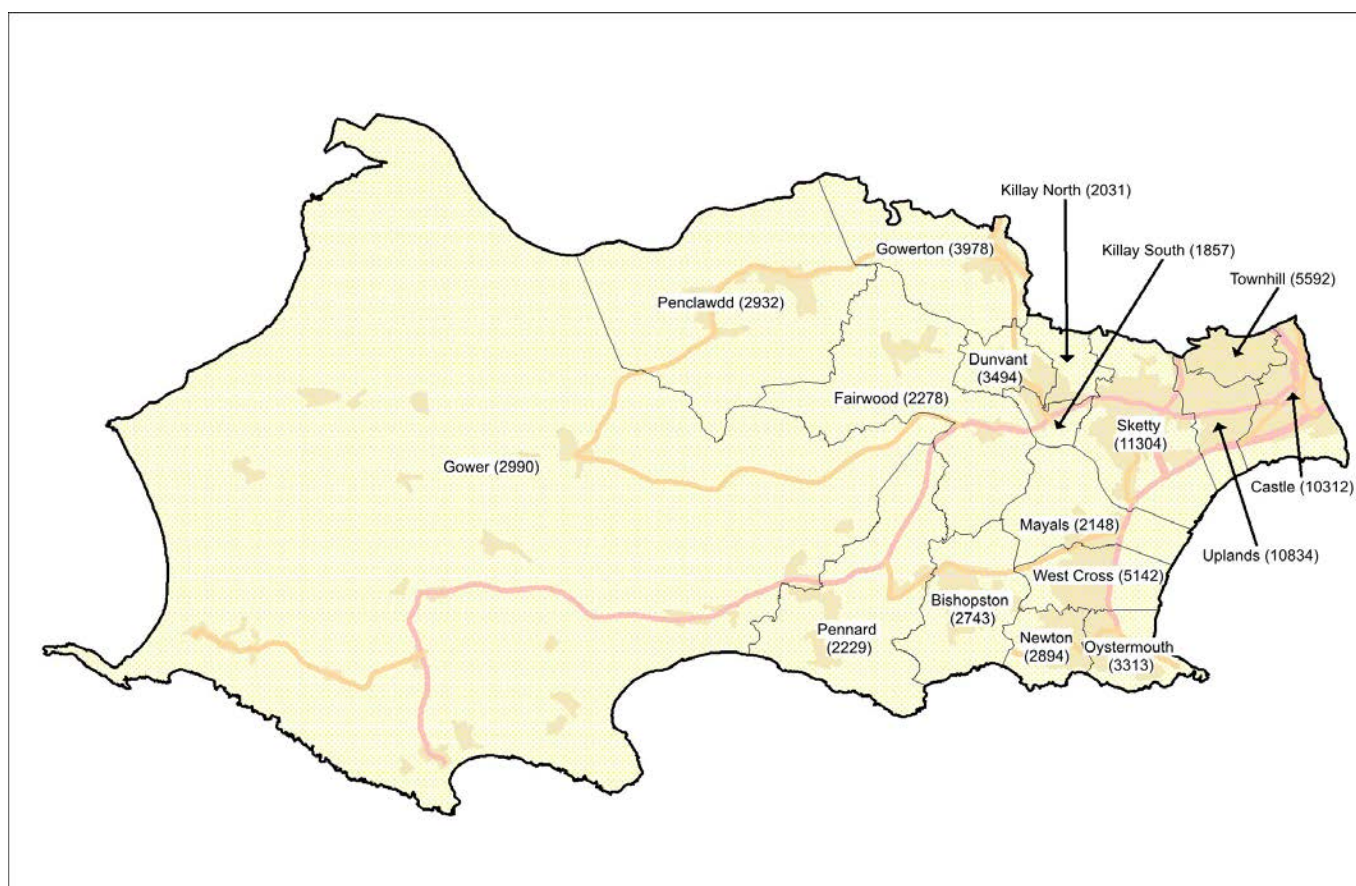 Killay North (2031)
Gowerton (3978)
Killay South (1857)
Townhill (5592)
Penclawdd (2932)
Dunvant
(3494)
Fairwood (2278)
Sketty
(11304)
Gower (2990)
Castle (10312)
Mayals (2148)
Uplands (10834)
West Cross (5142)
Bishopston
(2743)
Pennard
(2229)
Newton
(2894)
Oystermouth
(3313)